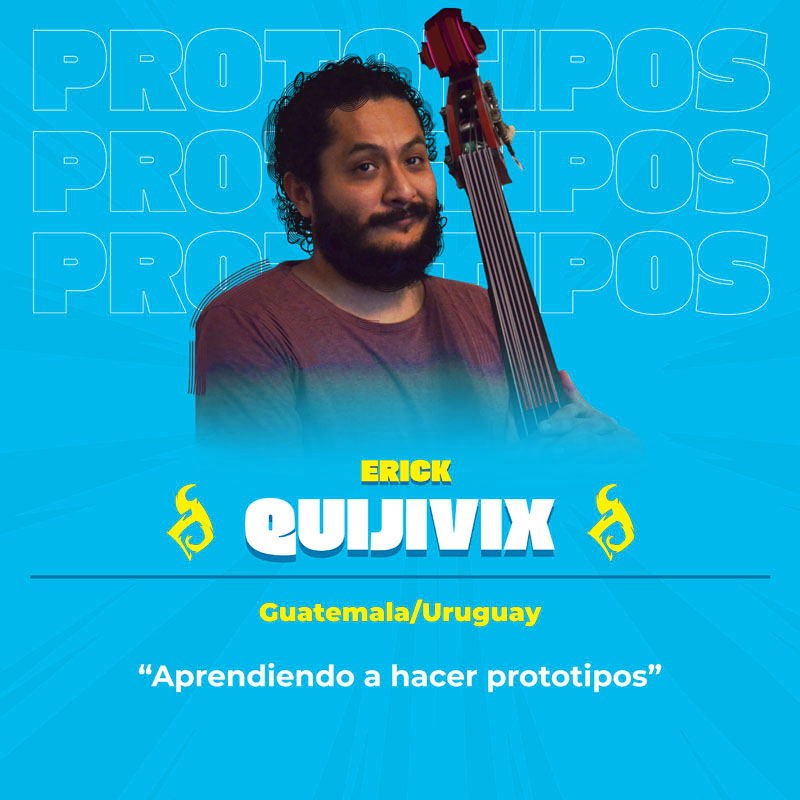 PROTOTIPOS
PROTOTIPOS
PROTOTIPOS
ERICK
QUIJIVIX
Guatemala/Uruguay
“Aprendiendo a hacer prototipos”